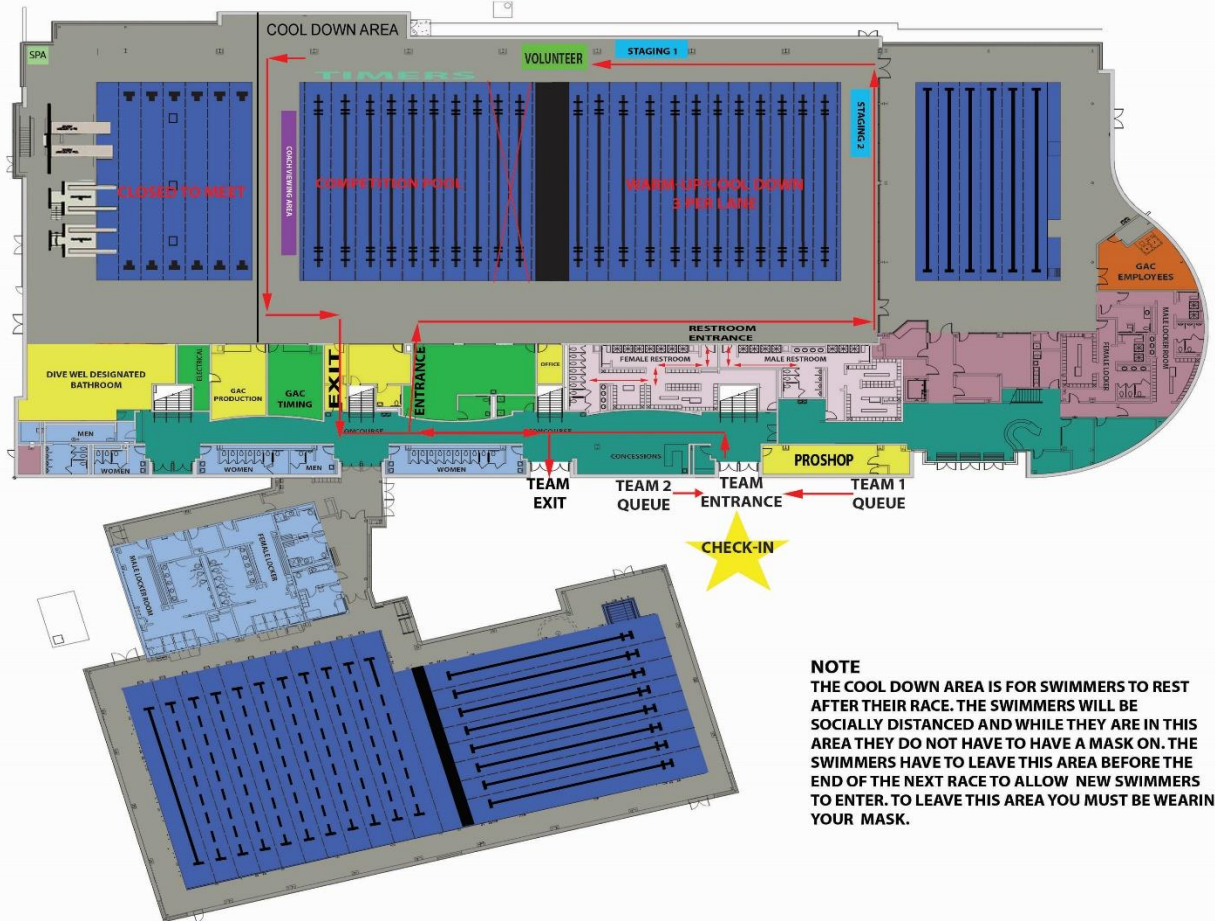 COOL DOWN AREA
SPA
VOLUNTEER
STAGING 1
TIMERS
STAGING 2
COACH VIEWING AREA
CLOSED TO MEET
COMPETITION POOL
WARM-UP/COOL DOWN
3 PER LANE
GAC
EMPLOYEES
MALE LOCKER ROOM
FEMALE LOCKER
RESTROOM
ENTRANCE
FEMALE RESTROOM
MALE RESTROOM
DIVE WEL DESIGNATED
BATHROOM
ELECTRICAL
GAC
PRODUCTION
GAC
TIMING
EXIT
ENTRANCE
OFFICE
CONCOURSE
CONCOURSE
MEN
WOMEN
WOMEN
MEN
WOMEN
CONCESSIONS
PROSHOP
TEAM
EXIT
TEAM 2
QUEUE
TEAM
ENTRANCE
TEAM 1
QUEUE
CHECK-IN
MALE LOCKER ROOM
FEMALE LOCKER
NOTE
THE COOL DOWN AREA IS FOR SWIMMERS TO REST
AFTER THEIR RACE. THE SWIMMERS WILL BE
SOCIALLY DISTANCED AND WHILE THEY ARE IN THIS
AREA THEY DO NOT HAVE TO HAVE A MASK ON. THE
SWIMMERS HAVE TO LEAVE THIS AREA BEFORE THE
END OF THE NEXT RACE TO ALLOW NEW SWIMMERS
TO ENTER. TO LEAVE THIS AREA YOU MUST BE WEARIN
YOUR MASK.